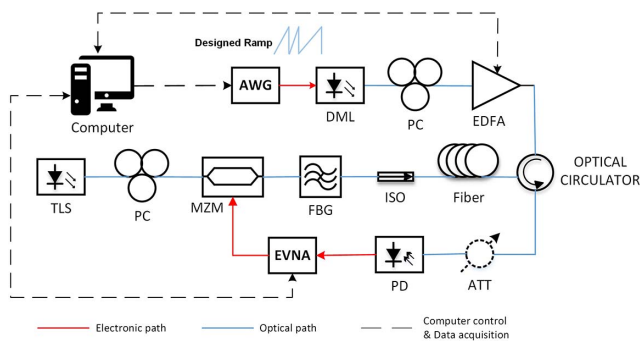 Designed Ramp
AWG
DML
PC
EDFA
Computer
TLS
PC
MZM
FBG
ISO
Fiber
OPTICAL
CIRCULATOR
EVNA
PD
ATT
Electronic path
Optical path
Computer control
& Data acquisition